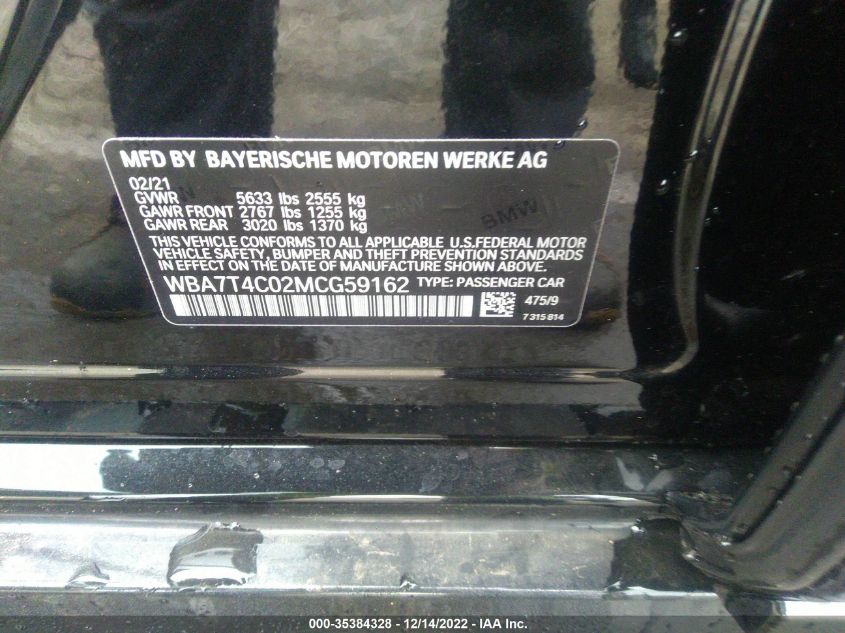 MFD BY BAYERISCHE MOTOREN WERKE AG
02/21
GVWR 5633 lbs 2555 kg
GAWR FRONT 2767 lbs 1255 kg
GAWR REAR 3020 lbs 1370 kg
THIS VEHICLE CONFORMS TO ALL APPLICABLE U.S.FEDERAL MOTOR
VEHICLE SAFETY, BUMPER AND THEFT PREVENTION STANDARDS
IN EFFECT ON THE DATE OF MANUFACTURE SHOWN ABOVE.
WBA7T4C02MCG59162 TYPE: PASSENGER CAR
475/9
7 315 814
BMW
BMW
000-35384328 - 12/14/2022 - IAA Inc.